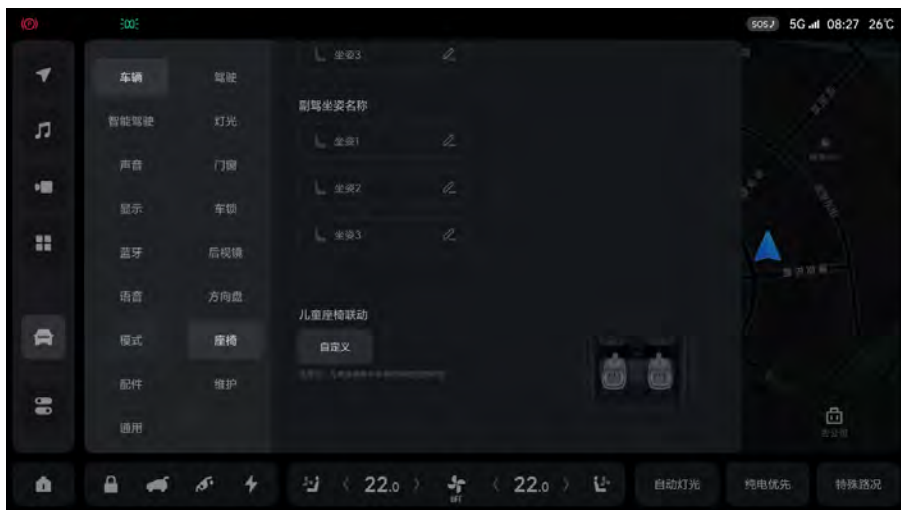 SOS 5G 08:27 26℃
坐姿3
车辆 驾驶
副驾坐姿名称
智能驾驶 灯光
坐姿1
声音 门窗
坐姿2
显示 车锁
坐姿3
蓝牙 后视镜
语音 方向盘
儿童座椅联动
模式 座椅
自定义
配件 维护
通用
去公司
22.0
OFF
22.0
自动灯光
纯电优先
特殊路况